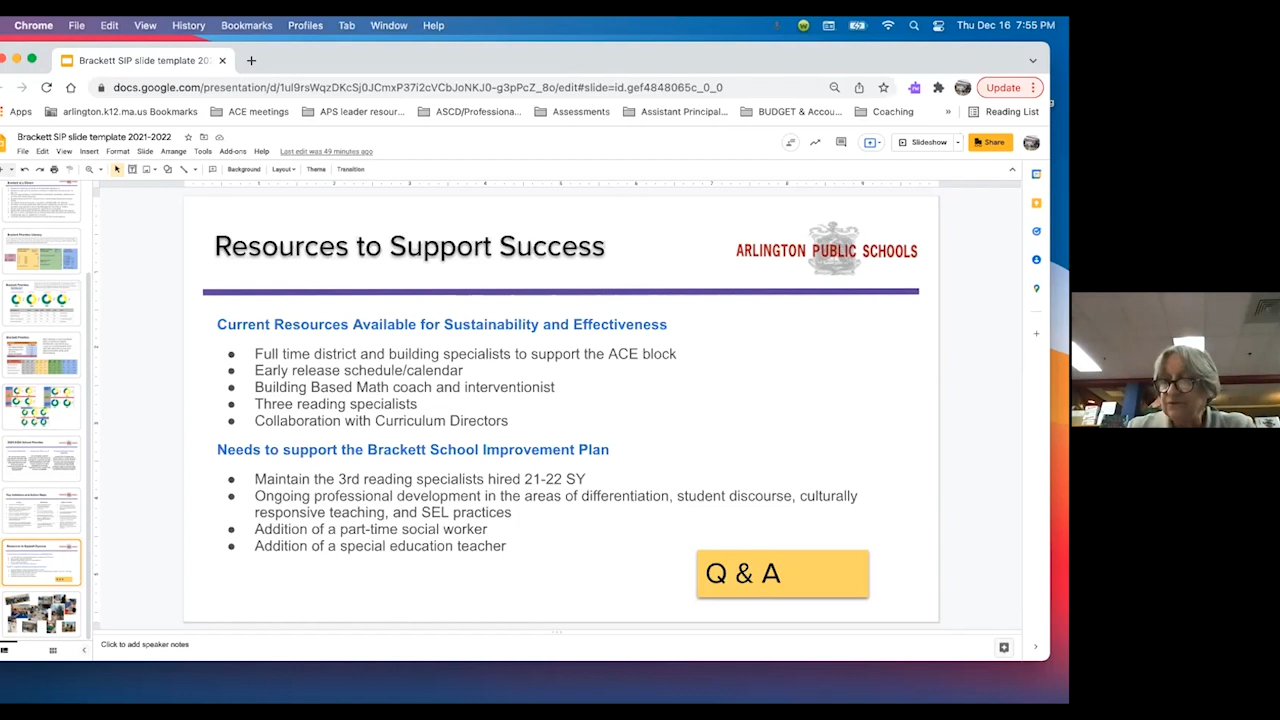 Chrome File Edit View History Bookmarks Profiles Tab Window Help Thu Dec 16 7:55 PM
Brackett SIP slide template 202
docs.google.com/presentation/d/1uI9rsWqzDKcSj0JCmxP37i2cVCbJoNKJ0-g3pPcZ_8o/edit#slide=id.gef4848065c_0_0 Update
Apps arlington.k12.ma.us Bookmarks ACE meetings APS leader resour... ASCD/Professiona... Assessments Assistant Principal... BUDGET & Accou... Coaching » Reading List
Brackett SIP slide template 2021-2022
File Edit View Insert Format Slide Arrange Tools Add-ons Help Last edit was 49 minutes ago Slideshow Share
Background Layout Theme Transition
Resources to Support Success
ARLINGTON PUBLIC SCHOOLS
Current Resources Available for Sustainability and Effectiveness
Full time district and building specialists to support the ACE block
● Early release schedule/calendar
● Building Based Math coach and interventionist
● Three reading specialists
● Collaboration with Curriculum Directors
Needs to support the Brackett School Improvement Plan
● Maintain the 3rd reading specialists hired 21-22 SY
● Ongoing professional development in the areas of differentiation, student discourse, culturally
responsive teaching, and SEL practices
● Addition of a part-time social worker
● Addition of a special education teacher
Q & A
Click to add speaker notes